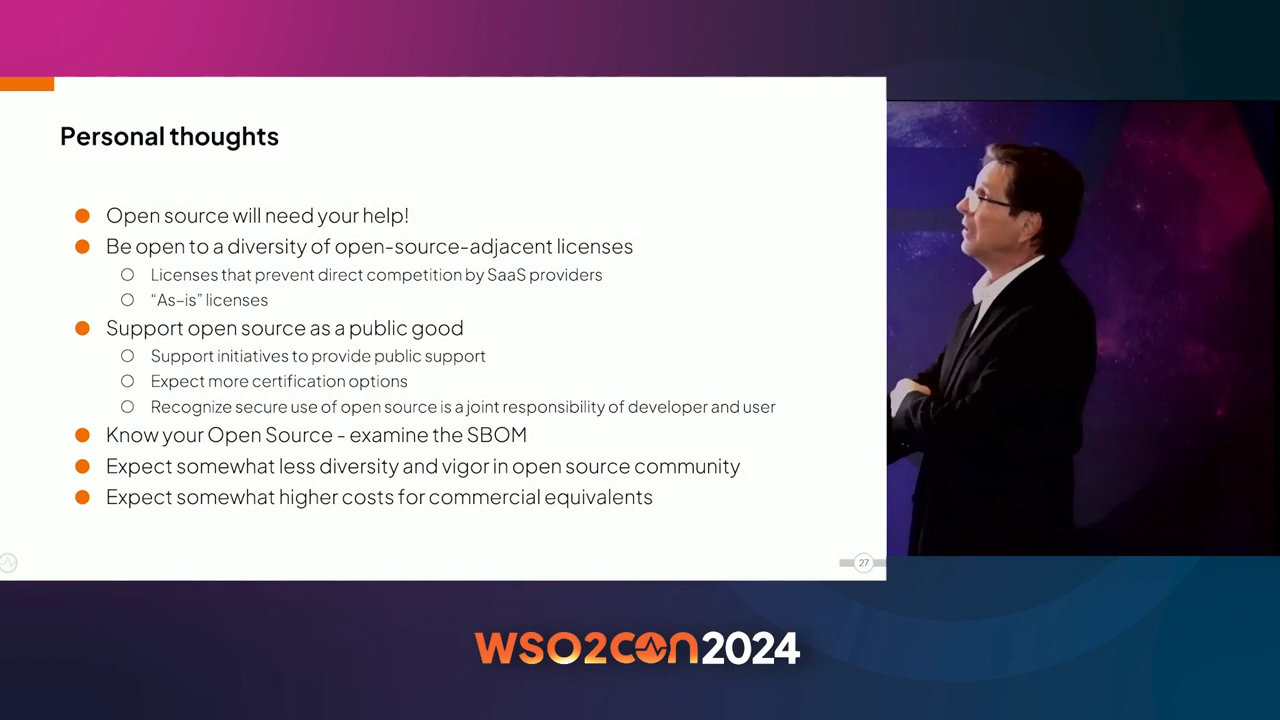 Personal thoughts
Open source will need your help!
Be open to a diversity of open-source-adjacent licenses
Licenses that prevent direct competition by SaaS providers
“As–is” licenses
Support open source as a public good
Support initiatives to provide public support
Expect more certification options
Recognize secure use of open source is a joint responsibility of developer and user
Know your Open Source - examine the SBOM
Expect somewhat less diversity and vigor in open source community
Expect somewhat higher costs for commercial equivalents
27
WSO2CON2024